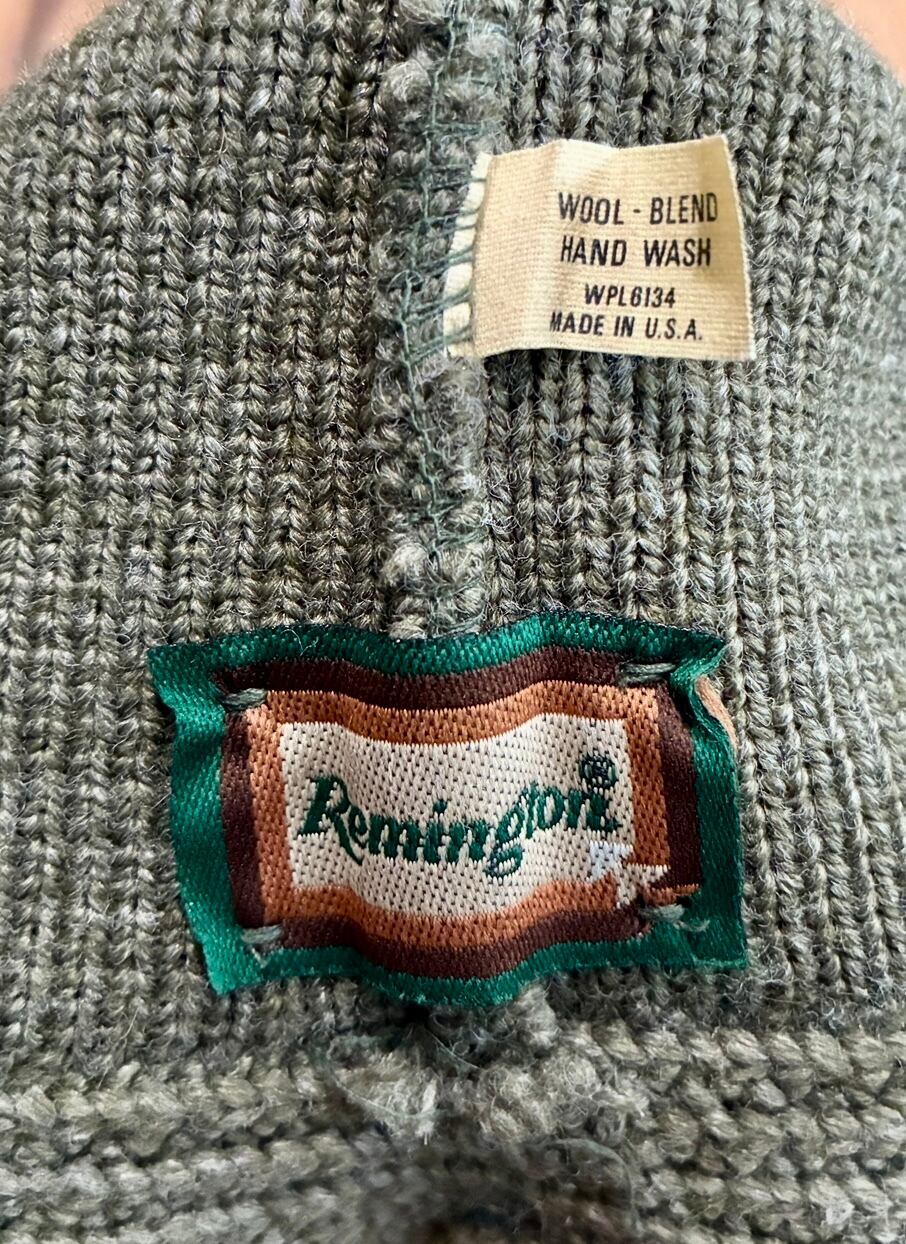 WOOL - BLEND
HAND WASH
WPL6134
MADE IN U.S.A.
Remington®